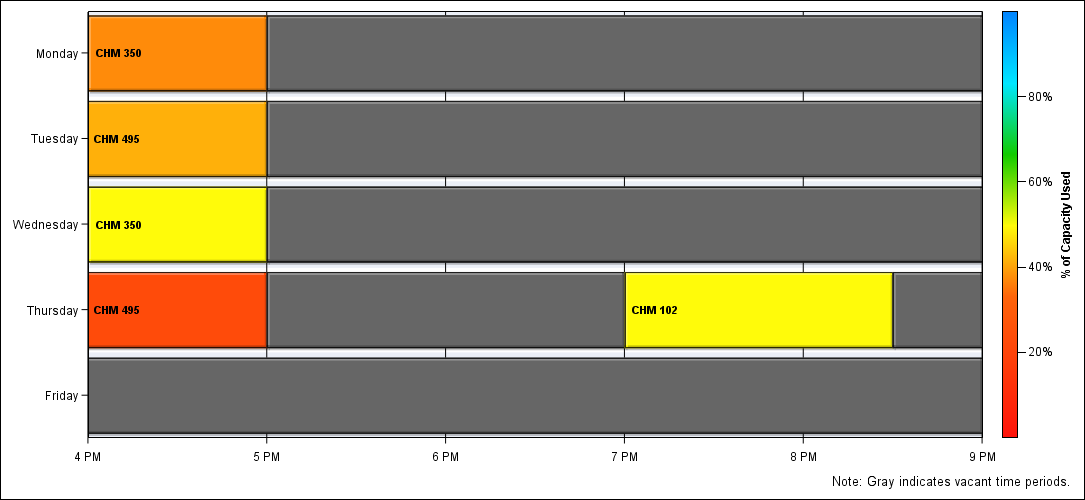 Monday
CHM 350
Tuesday
CHM 495
Wednesday
CHM 350
Thursday
CHM 495
CHM 102
Friday
4 PM
5 PM
6 PM
7 PM
8 PM
9 PM
80%
60%
40%
20%
% of Capacity Used
Note: Gray indicates vacant time periods.